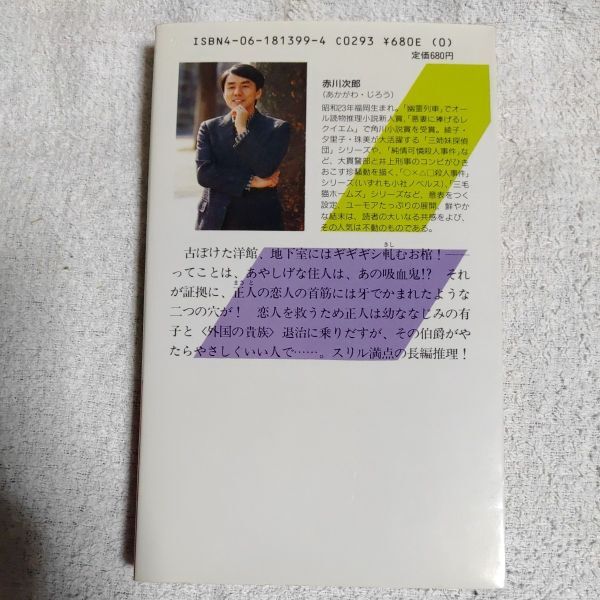 ISBN4-06-181399-4 C0293 ¥680E (0)
定価680円
赤川次郎
(あかがわ・じろう)
昭和23年福岡生まれ。「幽霊列車」でオー
ル読物推理小説新人賞、「悪妻に捧げるレ
クイエム」で角川小説賞を受賞。綾子・
夕里子・珠美が大活躍する「三姉妹探偵
団」シリーズや、「純情可憐殺人事件」な
ど、大貫警部と井上刑事のコンビがひき
おこす珍騒動を描く、「○×△□殺人事件」
シリーズ(いずれも小社ノベルス)、「三毛
猫ホームズ」シリーズなど、意表をつく
設定、ユーモアたっぷりの展開、鮮やか
な結末は、読者の大いなる共感をよび、
その人気は不動のものである。
古ぼけた洋館、地下室にはギギギシ軋むお棺！――
ってことは、あやしげな住人は、あの吸血鬼!? それ
が証拠に、正人の恋人の首筋には牙でかまれたような
二つの穴が！ 恋人を救うため正人は幼ななじみの有
子と〈外国の貴族〉退治に乗りだすが、その伯爵がや
たらやさしくいい人で……。スリル満点の長編推理！